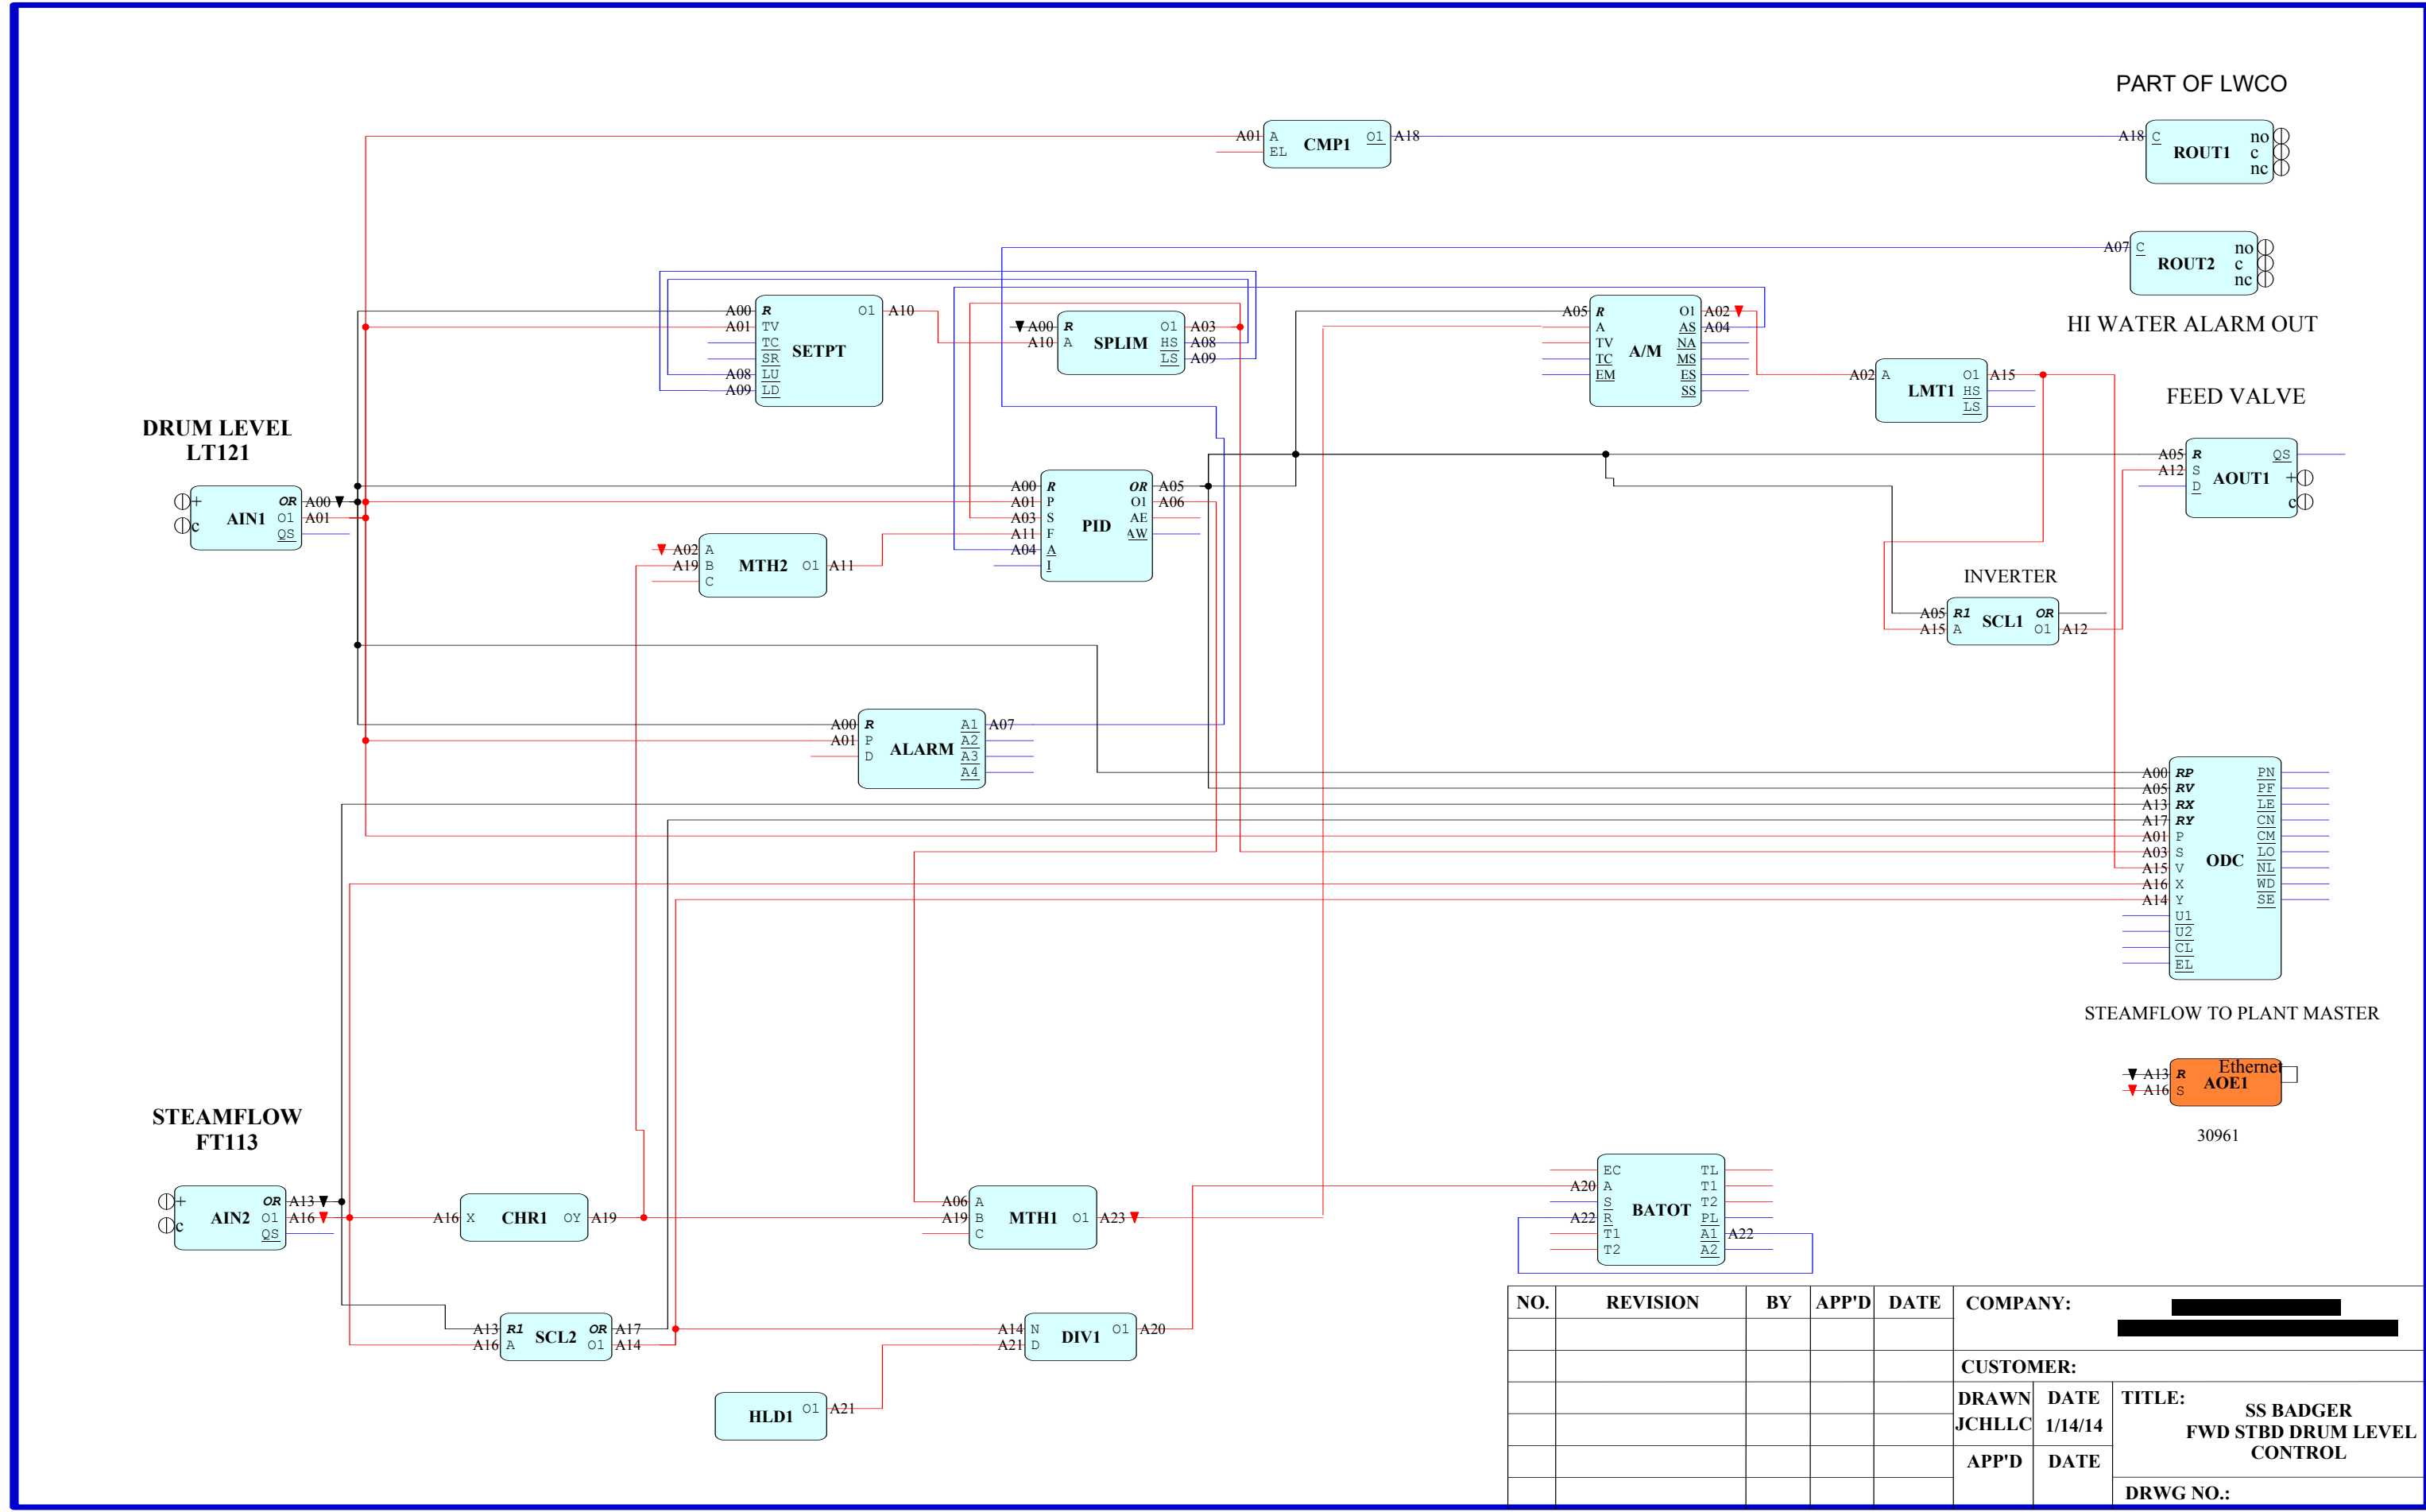 PART OF LWCO
A01 A O1 A18
EL
CMP1
A18 C no
ROUT1 c
nc
A07 C no
ROUT2 c
nc
HI WATER ALARM OUT
A00 R O1 A10
A01 TV
TC
SR
A08 LU
A09 LD
SETPT
A00 R O1 A03
A10 A HS A08
LS A09
SPLIM
A05 R O1 A02
A AS A04
TV NA
TC MS
EM ES
SS
A/M
A02 A O1 A15
HS
LS
LMT1
FEED VALVE
A05 R QS
A12 S +
D c
AOUT1
DRUM LEVEL
LT121
+ OR A00
c O1 A01
QS
AIN1
A00 R OR A05
A01 P O1 A06
A03 S AE
A11 F AW
A04 A
I
PID
A02 A
A19 B O1 A11
C
MTH2
INVERTER
A05 R1 OR
A15 A O1 A12
SCL1
A00 R A1 A07
A01 P A2
D A3
A4
ALARM
A00 RP PN
A05 RV PF
A13 RX LE
A17 RY CN
A01 P CM
A03 S LO
A15 V NL
A16 X WD
A14 Y SE
U1
U2
CL
EL
ODC
STEAMFLOW TO PLANT MASTER
A13 R Ethernet
A16 S AOE1
30961
STEAMFLOW
FT113
+ OR A13
c O1 A16
QS
AIN2
A16 X CHR1 OY A19
A06 A
A19 B MTH1 O1 A23
C
EC TL
A20 A T1
S T2
A22 R PL
T1 A1 A22
T2 A2
BATOT
A13 R1 OR A17
A16 A O1 A14
SCL2
A14 N O1 A20
A21 D
DIV1
HLD1 O1 A21
NO. REVISION BY APP'D DATE COMPANY:
CUSTOMER:
DRAWN DATE TITLE:
JCHLLC 1/14/14
SS BADGER
FWD STBD DRUM LEVEL
CONTROL
APP'D DATE
DRWG NO.: